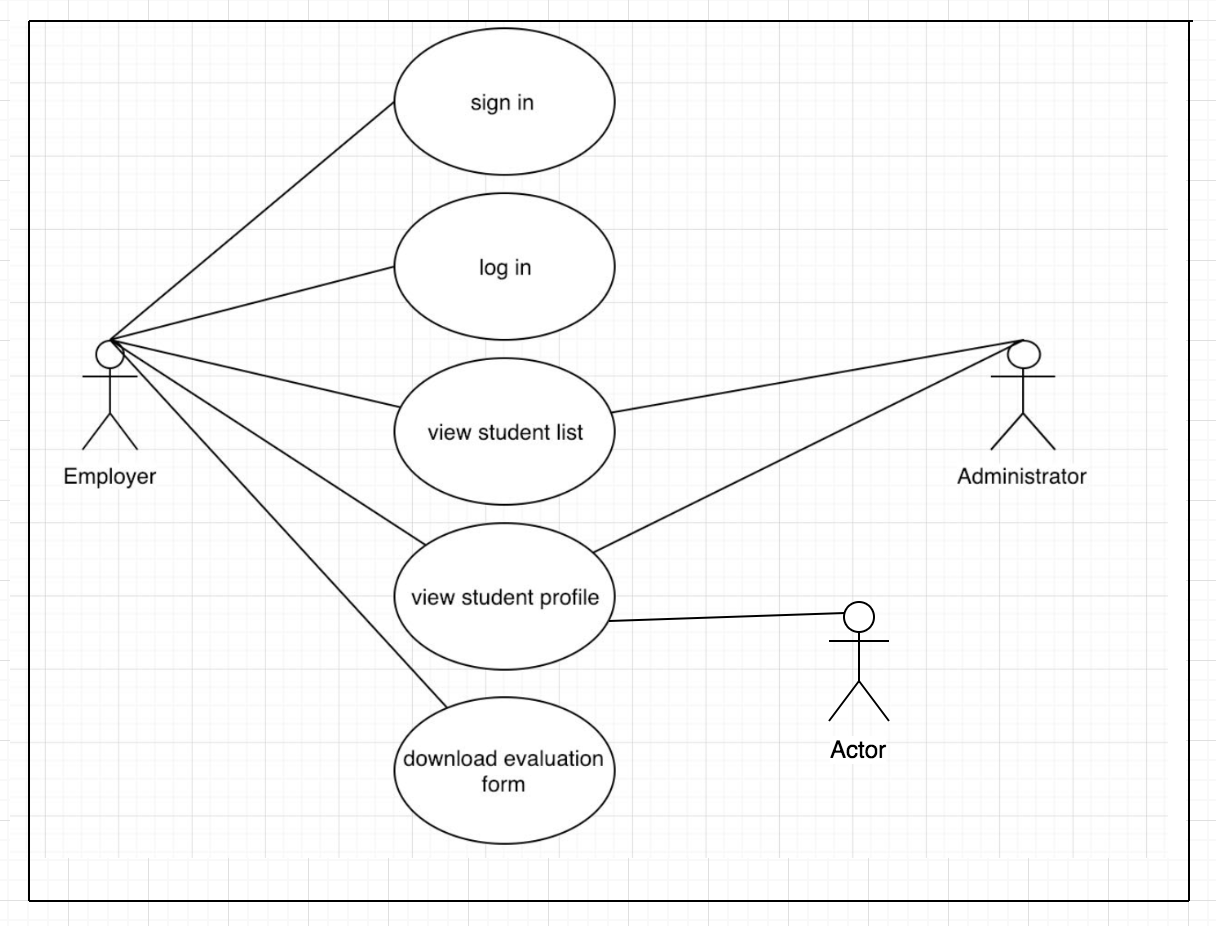 sign in
log in
view student list
Employer
Administrator
view student profile
Actor
download evaluation
form